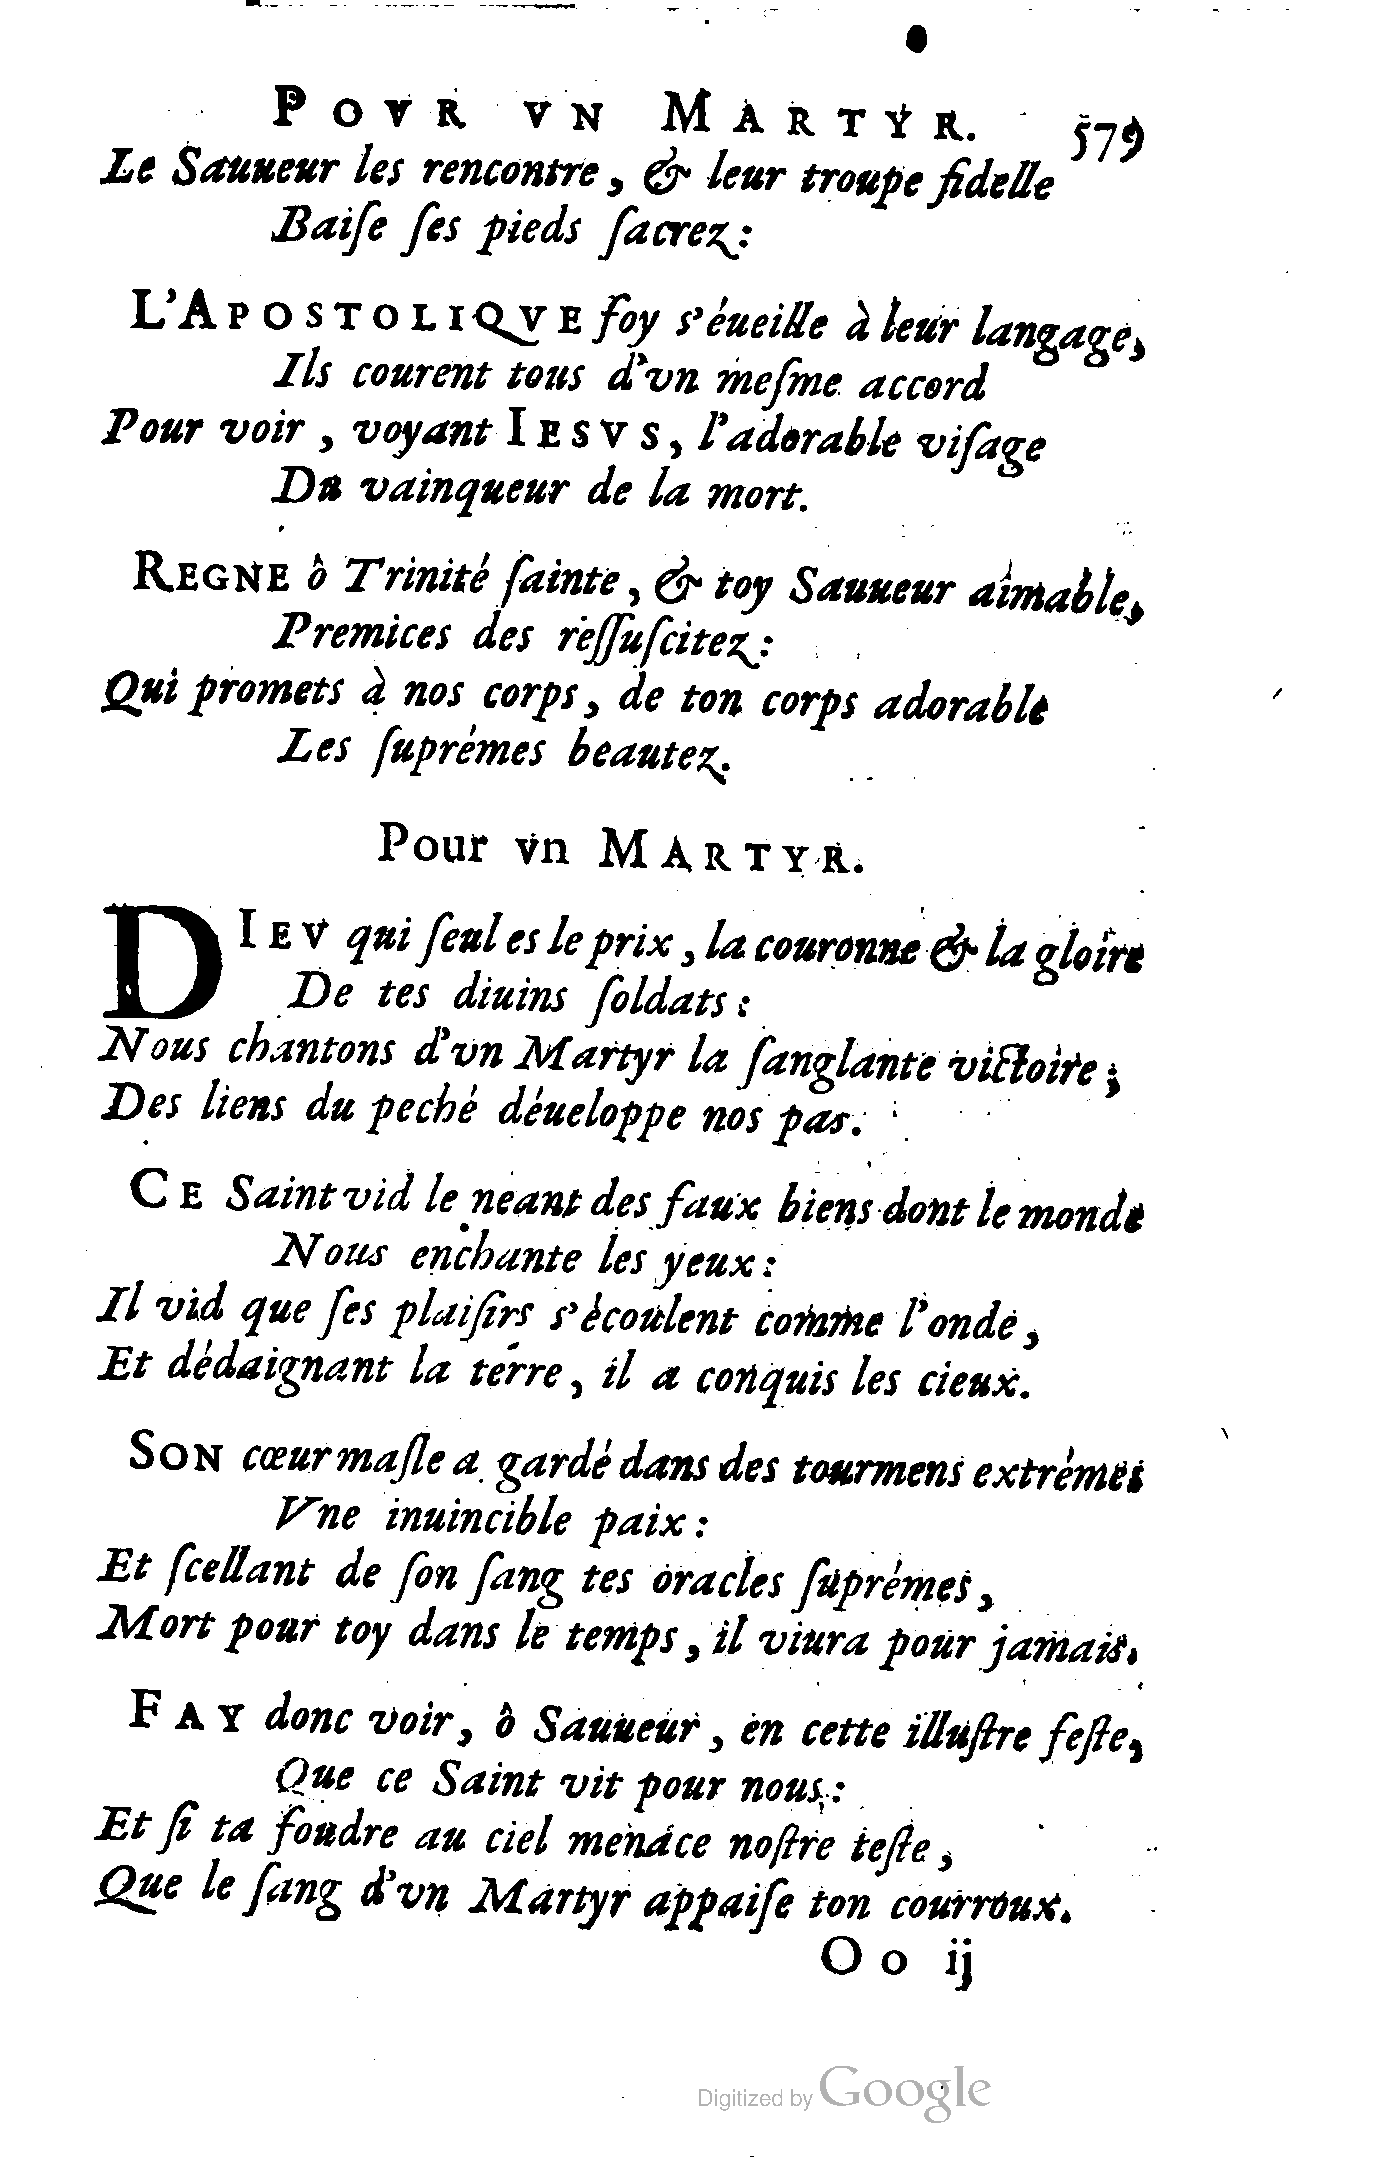 POVR VN MARTYR. 579
Le Sauueur les rencontre, & leur troupe fidelle
Baiſe ſes pieds ſacrez:
L'APOSTOLIQVE foy s'éueille à leur langage,
Ils courent tous d'vn meſme accord
Pour voir, voyant IESVS, l'adorable viſage
Du vainqueur de la mort.
REGNE ô Trinité ſainte, & toy Sauueur aimable,
Premices des reſſuſcitez:
Qui promets à nos corps, de ton corps adorable
Les ſuprémes beautez.
Pour vn MARTYR.
DIEV qui ſeul es le prix, la couronne & la gloire
De tes diuins ſoldats:
Nous chantons d'vn Martyr la ſanglante victoire;
Des liens du peché déueloppe nos pas.
CE Saint vid le neant des faux biens dont le monde
Nous enchante les yeux:
Il vid que ſes plaiſirs s'ècoulent comme l'onde,
Et dédaignant la terre, il a conquis les cieux.
SON cœur maſle a gardé dans des tourmens extrémes
Vne inuincible paix:
Et ſcellant de ſon ſang tes oracles ſuprémes,
Mort pour toy dans le temps, il viura pour jamais.
FAY donc voir, ô Sauueur, en cette illuſtre feſte,
Que ce Saint vit pour nous:
Et ſi ta foudre au ciel menace noſtre teſte,
Que le ſang d'vn Martyr appaiſe ton courroux.
Oo ij
Digitized by Google